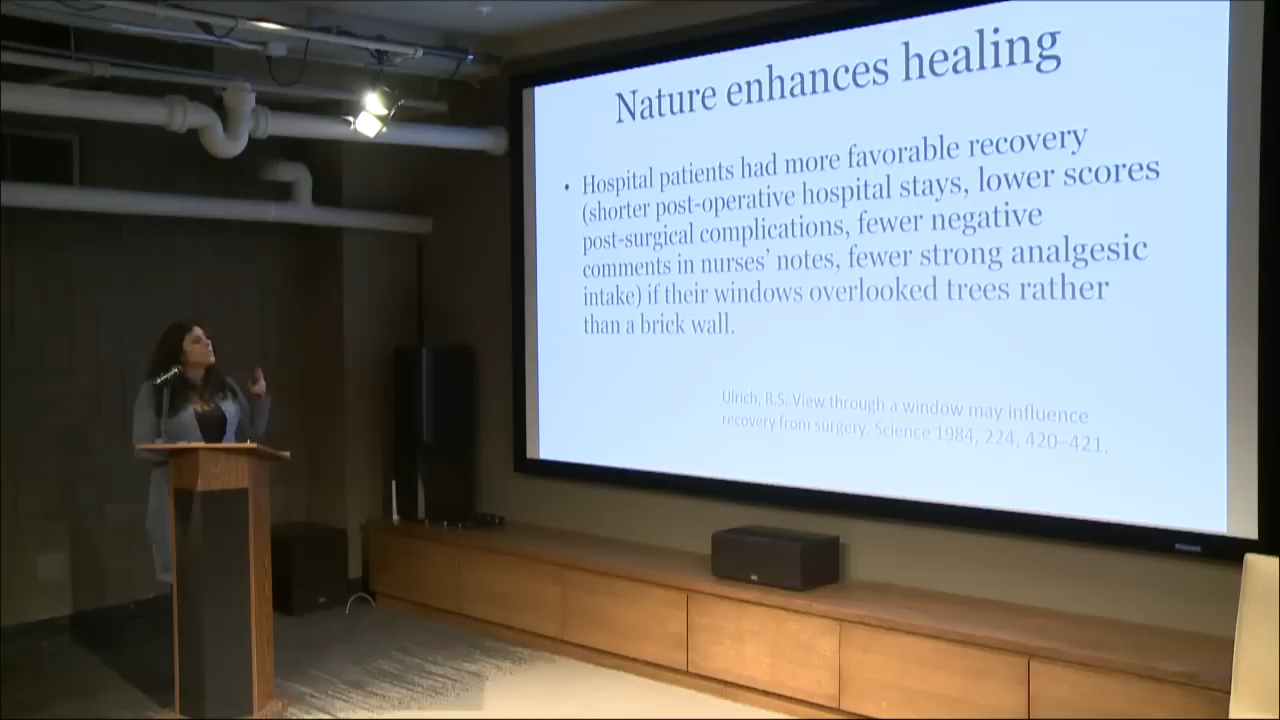 Nature enhances healing
• Hospital patients had more favorable recovery
(shorter post-operative hospital stays, lower scores
post-surgical complications, fewer negative
comments in nurses' notes, fewer strong analgesic
intake) if their windows overlooked trees rather
than a brick wall.
Ulrich, R.S. View through a window may influence
recovery from surgery. Science 1984, 224, 420–421.